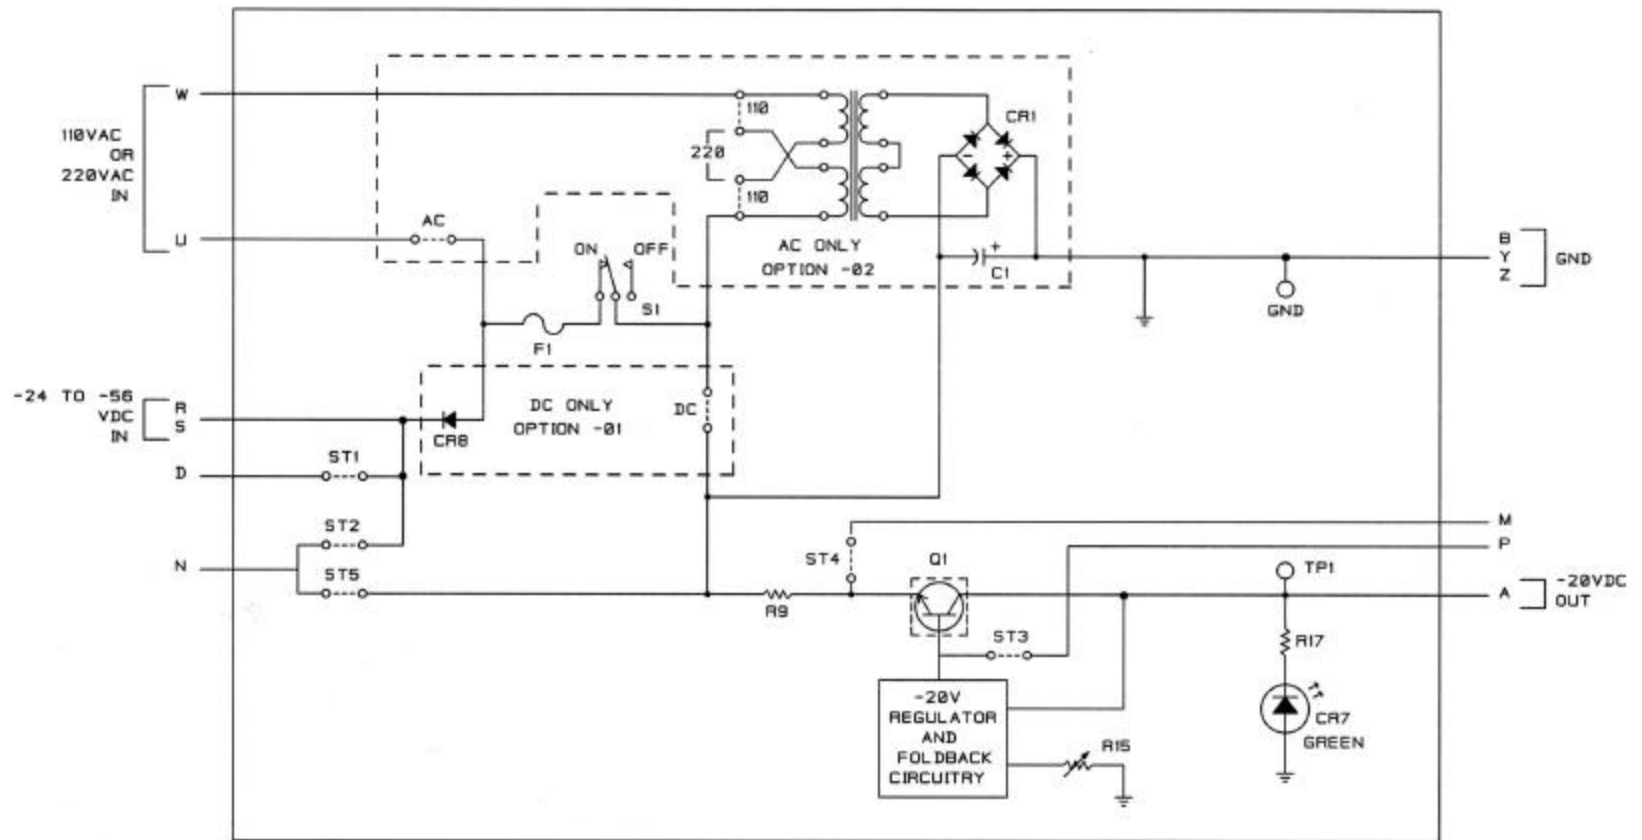 W
110VAC
OR
220VAC
IN
U
AC
110
220
110
CR1
- +
AC ONLY
OPTION -02
+
C1
ON OFF
S1
F1
B
Y
Z
GND
GND
-24 TO -56
VDC
IN
R
S
CR8
DC ONLY
OPTION -01
DC
D
ST1
ST2
N
ST5
R9
ST4
Q1
ST3
M
P
A
-20VDC
OUT
TP1
R17
CR7
GREEN
-20V
REGULATOR
AND
FOLDBACK
CIRCUITRY
R15